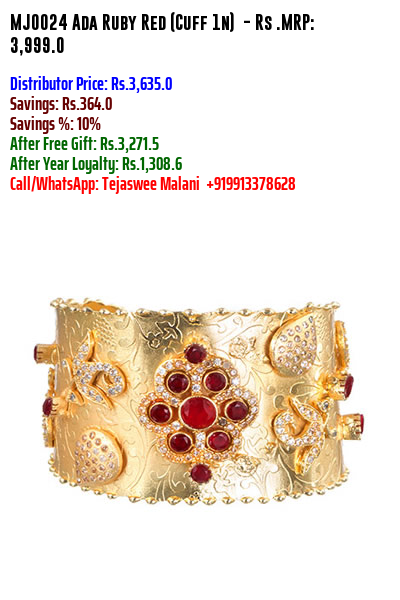 MJ0024 Ada Ruby Red (Cuff 1n) - Rs .MRP:
3,999.0
Distributor Price: Rs.3,635.0
Savings: Rs.364.0
Savings %: 10%
After Free Gift: Rs.3,271.5
After Year Loyalty: Rs.1,308.6
Call/WhatsApp: Tejaswee Malani +919913378628